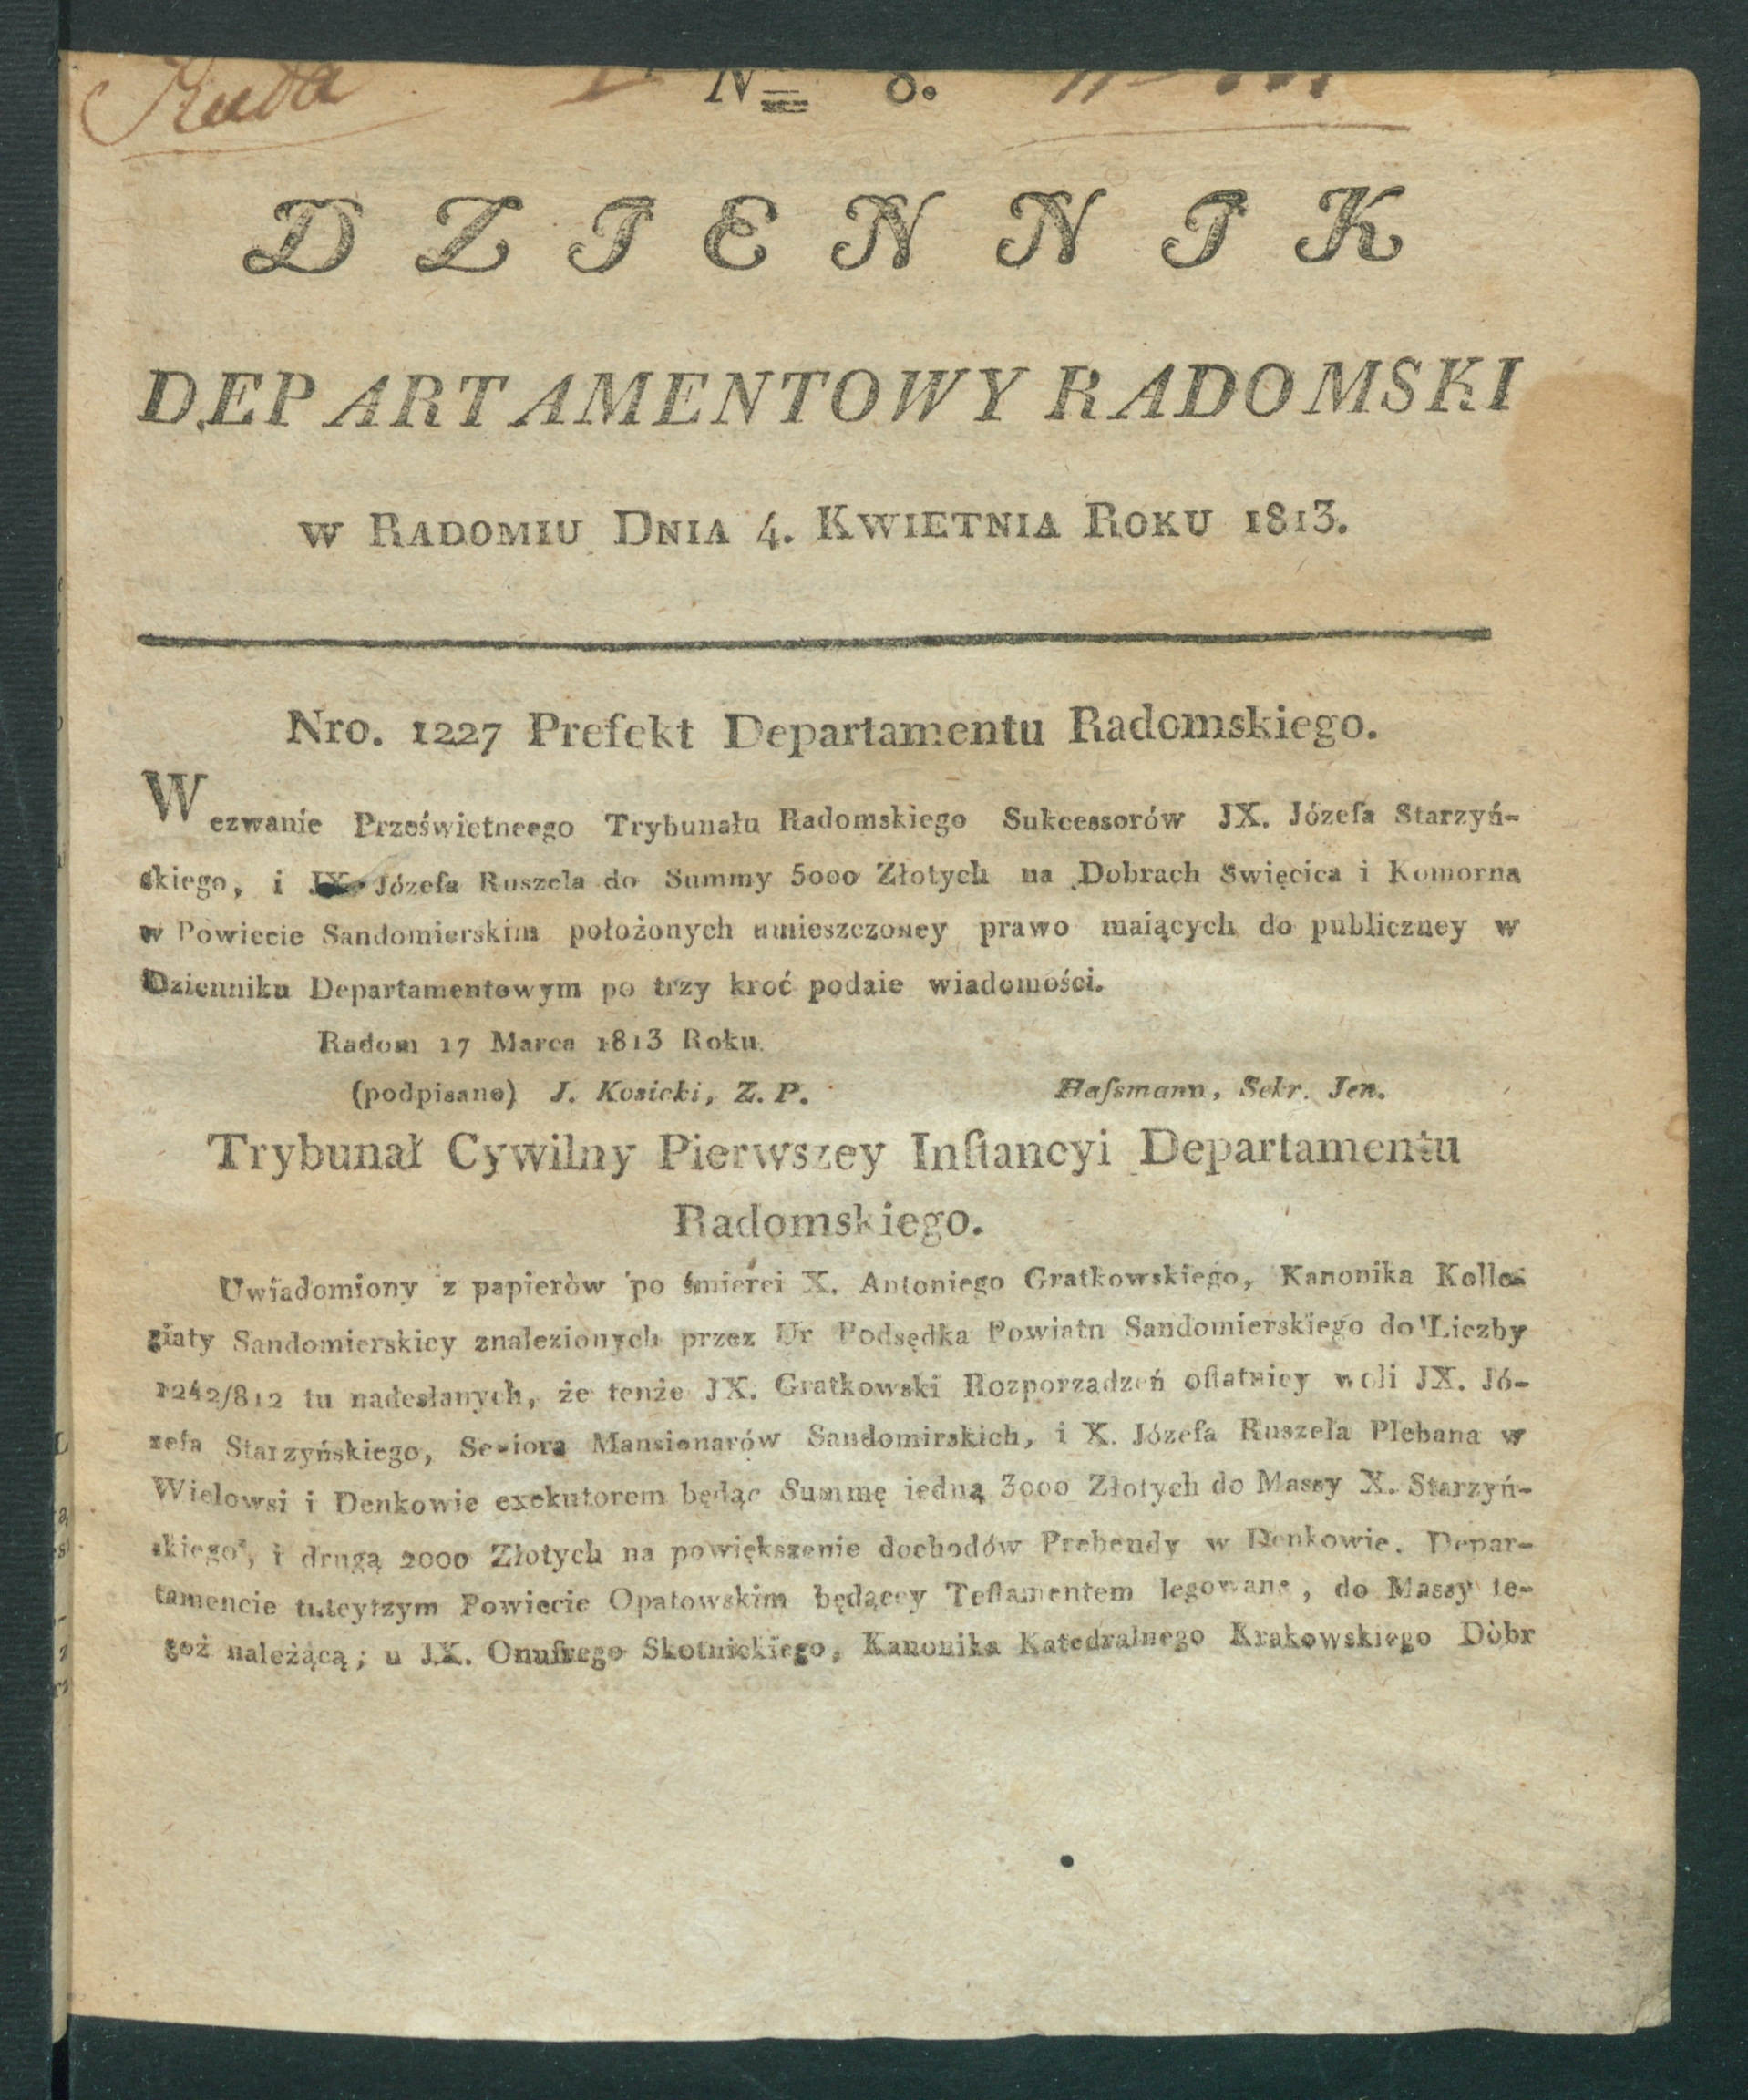 Ruda
Nro 8.
DZIENNIK
DEPARTAMENTOWY RADOMSKI
w Radomiu Dnia 4. Kwietnia Roku 1813.
Nro. 1227 Prefekt Departamentu Radomskiego.
Wezwanie Prześwietneego Trybunału Radomskiego Sukcessorów JX. Józefa Starzyń-
skiego, i JX. Józefa Ruszela do Summy 5000 Złotych na Dobrach Swięcica i Komorna
w Powiecie Sandomierskim położonych umieszczoney prawo maiących do publiczney w
Dzienniku Departamentowym po trzy kroć podaie wiadomości.
Radom 17 Marca 1813 Roku.
(podpisano) J. Kosicki, Z. P. Haſsmann, Sekr. Jen.
Trybunał Cywilny Pierwszey Inſtancyi Departamentu
Radomskiego.
Uwiadomiony z papierów po śmierci X. Antoniego Gratkowskiego, Kanonika Kolle-
giaty Sandomierskiey znalezionych przez Ur Podsędka Powiatu Sandomierskiego do Liczby
1242/812 tu nadesłanych, że tenże JX. Gratkowski Rozporzadzeń oſtatniey woli JX. Jó-
zefa Starzyńskiego, Seniora Mansionarów Sandomirskich, i X. Józefa Ruszela Plebana w
Wielowsi i Denkowie exekutorem będąc Summę iedną 3000 Złotych do Massy X. Starzyń-
skiego, i drugą 2000 Złotych na powiększenie dochodów Prebendy w Denkowie. Depar-
tamencie tuteyszym Powiecie Opatowskim będącey Teſtamentem legowaną, do Massy te-
goż należącą; u JX. Onufrego Skotnickiego, Kanonika Katedralnego Krakowskiego Dóbr